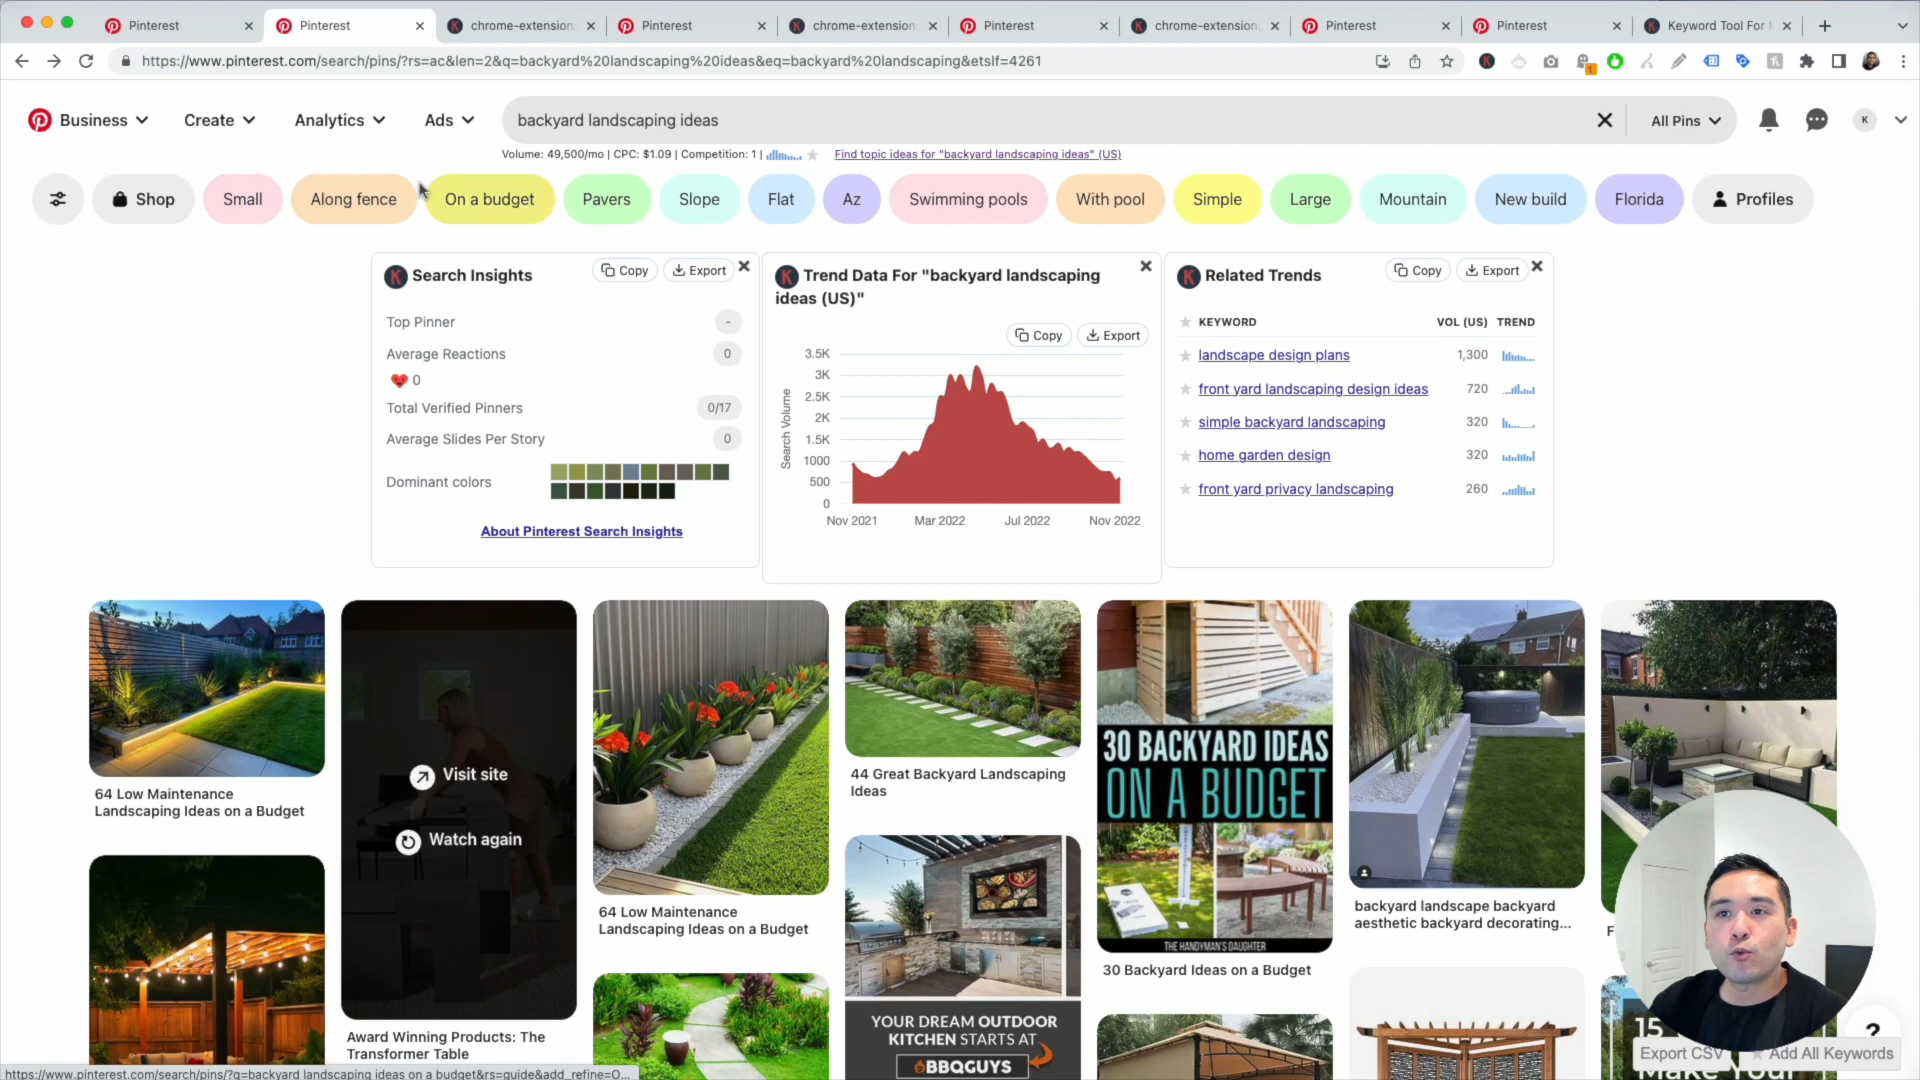 Pinterest
Pinterest
chrome-extension:
Pinterest
chrome-extension:
Pinterest
chrome-extension:
Pinterest
Pinterest
Keyword Tool For
https://www.pinterest.com/search/pins/?rs=ac&len=2&q=backyard%20landscaping%20ideas&eq=backyard%20landscaping&etslf=4261
1
Business
Create
Analytics
Ads
backyard landscaping ideas
All Pins
K
Volume: 49,500/mo | CPC: $1.09 | Competition: 1 |
Find topic ideas for "backyard landscaping ideas" (US)
Shop
Small
Along fence
On a budget
Pavers
Slope
Flat
Az
Swimming pools
With pool
Simple
Large
Mountain
New build
Florida
Profiles
K Search Insights
Copy
Export
Top Pinner
-
Average Reactions
0
0
Total Verified Pinners
0/17
Average Slides Per Story
0
Dominant colors
About Pinterest Search Insights
K Trend Data For "backyard landscaping
ideas (US)"
Copy
Export
Search Volume
3.5K
3K
2.5K
2K
1.5K
1000
500
0
Nov 2021
Mar 2022
Jul 2022
Nov 2022
K Related Trends
Copy
Export
KEYWORD VOL (US) TREND
landscape design plans 1,300
front yard landscaping design ideas 720
simple backyard landscaping 320
home garden design 320
front yard privacy landscaping 260
64 Low Maintenance
Landscaping Ideas on a Budget
Visit site
Watch again
Award Winning Products: The
Transformer Table
64 Low Maintenance
Landscaping Ideas on a Budget
44 Great Backyard Landscaping
Ideas
YOUR DREAM OUTDOOR
KITCHEN STARTS AT
BBQGUYS
30 BACKYARD IDEAS
ON A BUDGET
THE HANDYMAN'S DAUGHTER
30 Backyard Ideas on a Budget
backyard landscape backyard
aesthetic backyard decorating...
F
15
?
Export CSV
Add All Keywords
https://www.pinterest.com/search/pins/?q=backyard landscaping ideas on a budget&rs=guide&add_refine=O...